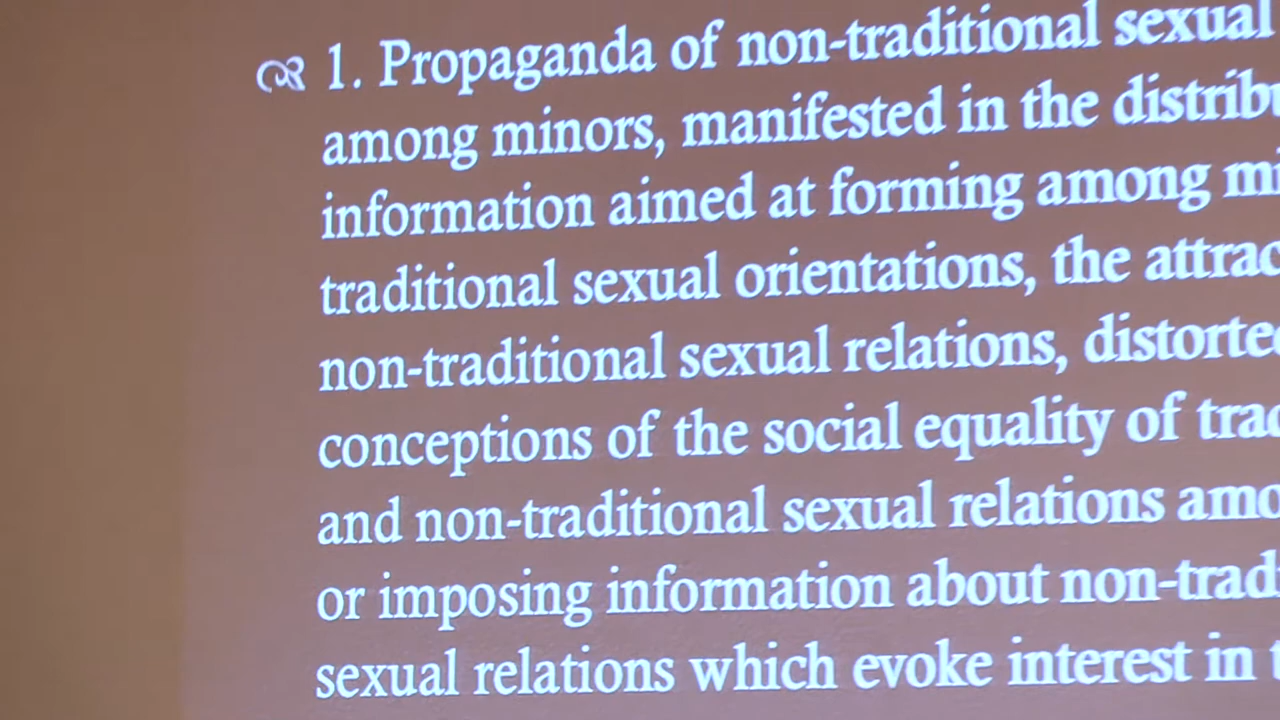 1. Propaganda of non-traditional sexual
among minors, manifested in the
information aimed at forming among
traditional sexual orientations, the
non-traditional sexual relations,
conceptions of the social equality of
and non-traditional sexual relations
or imposing information about
sexual relations which evoke interest in